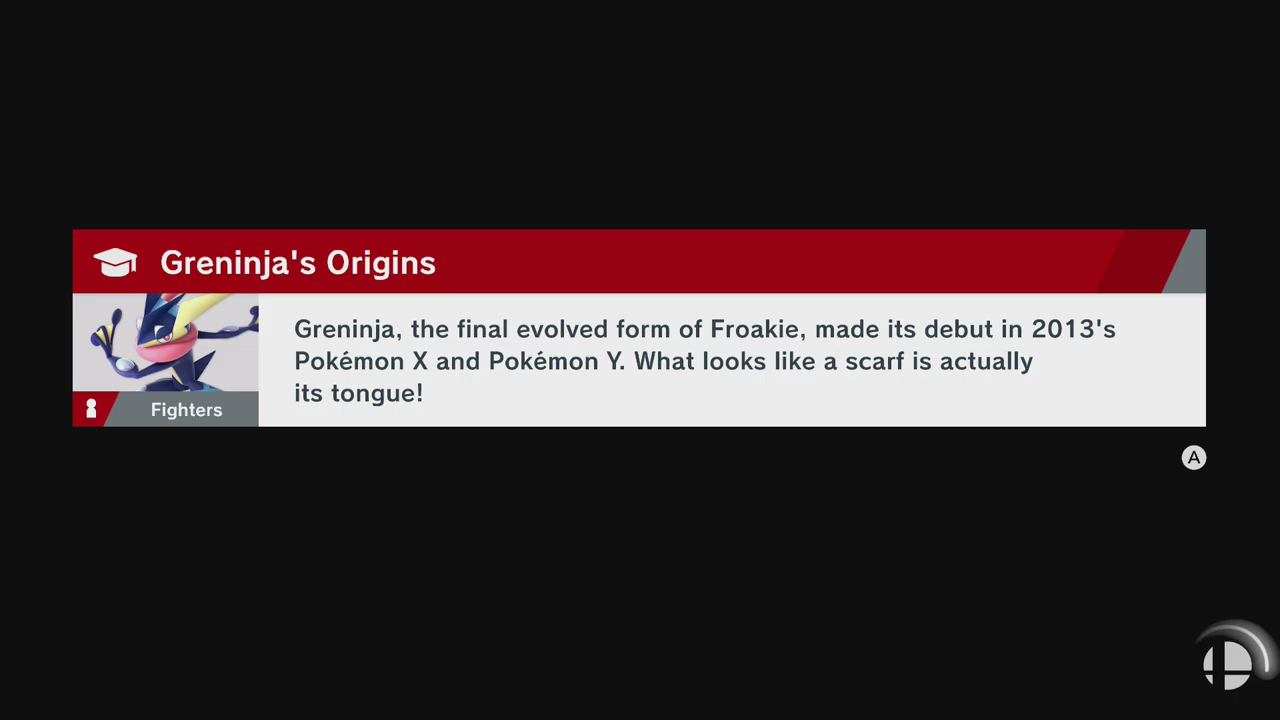 Greninja's Origins
Greninja, the final evolved form of Froakie, made its debut in 2013's
Pokémon X and Pokémon Y. What looks like a scarf is actually
its tongue!
Fighters
A